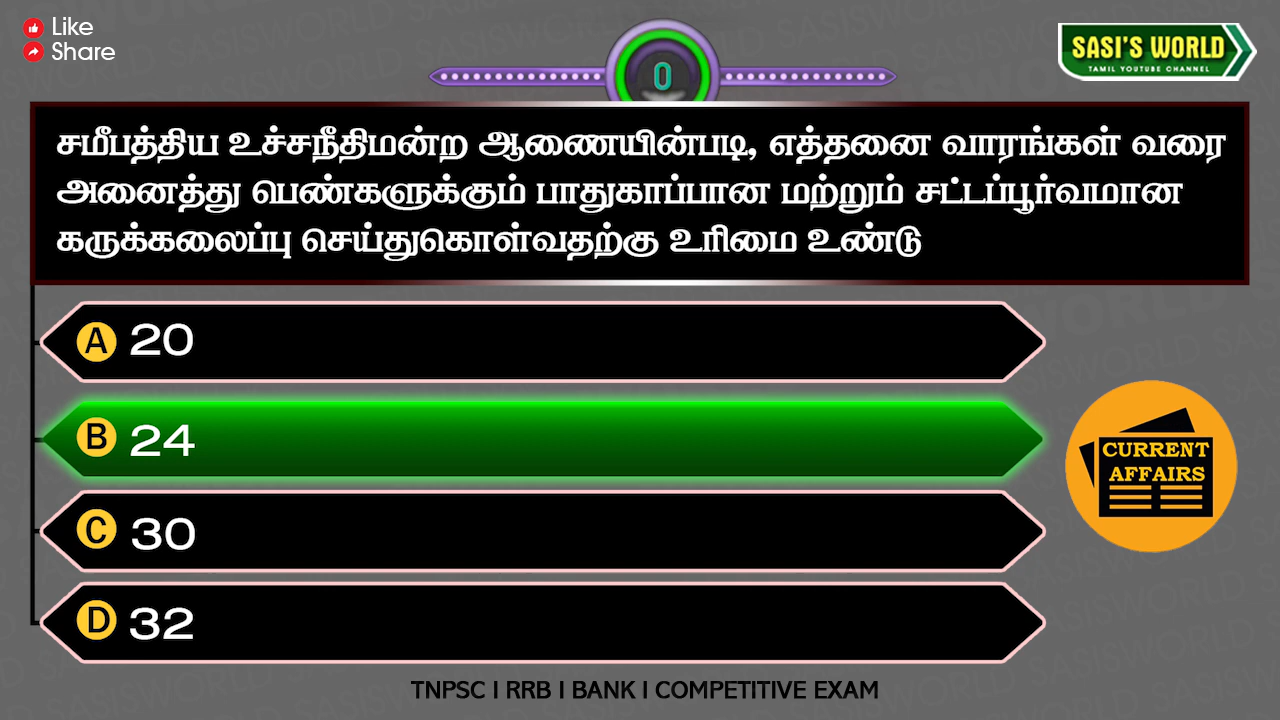 Like
Share
0
SASI'S WORLD
TAMIL YOUTUBE CHANNEL
சமீபத்திய உச்சநீதிமன்ற ஆணையின்படி, எத்தனை வாரங்கள் வரை
அனைத்து பெண்களுக்கும் பாதுகாப்பான மற்றும் சட்டப்பூர்வமான
கருக்கலைப்பு செய்துகொள்வதற்கு உரிமை உண்டு
A 20
B 24
C 30
D 32
CURRENT
AFFAIRS
TNPSC I RRB I BANK I COMPETITIVE EXAM